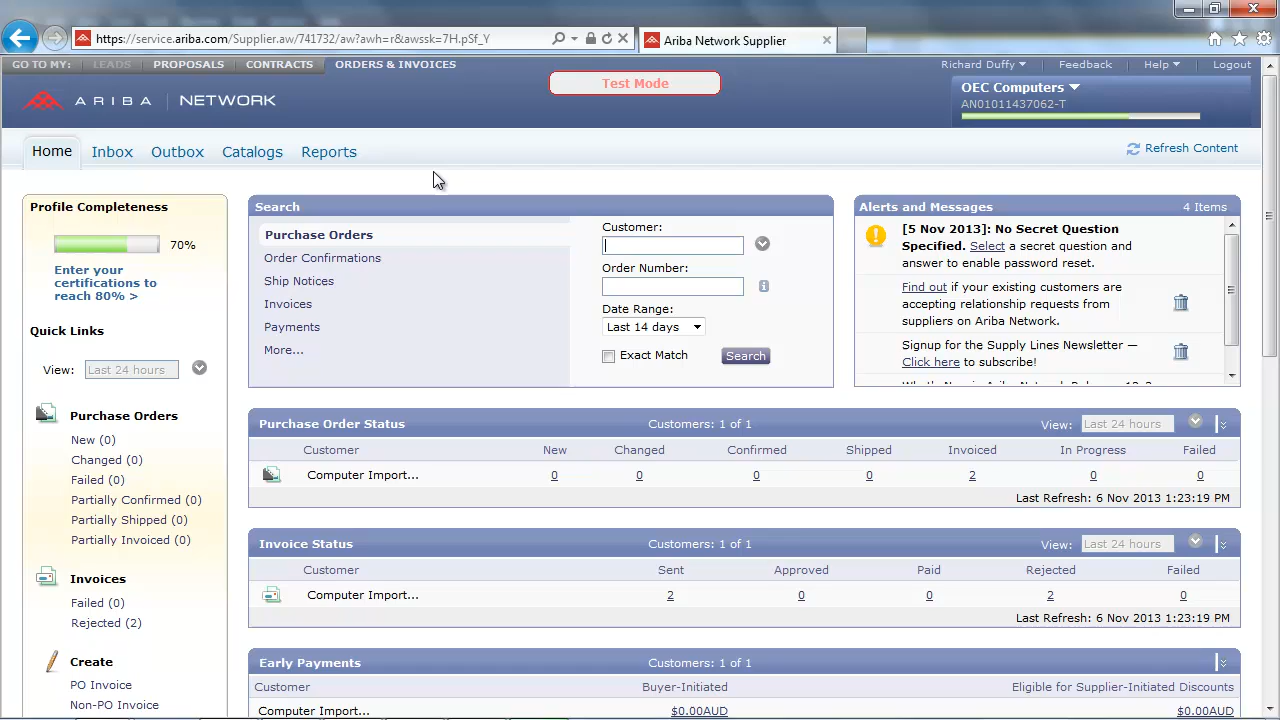 https://service.ariba.com/Supplier.aw/741732/aw?awh=r&awssk=7H.pSf_Y
Ariba Network Supplier
GO TO MY: LEADS PROPOSALS CONTRACTS ORDERS & INVOICES
Richard Duffy Feedback Help Logout
Test Mode
ARIBA NETWORK
OEC Computers
AN01011437062-T
Home Inbox Outbox Catalogs Reports
Refresh Content
Profile Completeness
70%
Enter your
certifications to
reach 80% >
Quick Links
View: Last 24 hours
Purchase Orders
New (0)
Changed (0)
Failed (0)
Partially Confirmed (0)
Partially Shipped (0)
Partially Invoiced (0)
Invoices
Failed (0)
Rejected (2)
Create
PO Invoice
Non-PO Invoice
Search
Purchase Orders
Order Confirmations
Ship Notices
Invoices
Payments
More...
Customer:
Order Number:
Date Range:
Last 14 days
Exact Match
Search
Alerts and Messages 4 Items
[5 Nov 2013]: No Secret Question
Specified. Select a secret question and
answer to enable password reset.
Find out if your existing customers are
accepting relationship requests from
suppliers on Ariba Network.
Signup for the Supply Lines Newsletter —
Click here to subscribe!
Purchase Order Status Customers: 1 of 1 View: Last 24 hours
Customer New Changed Confirmed Shipped Invoiced In Progress Failed
Computer Import... 0 0 0 0 2 0 0
Last Refresh: 6 Nov 2013 1:23:19 PM
Invoice Status Customers: 1 of 1 View: Last 24 hours
Customer Sent Approved Paid Rejected Failed
Computer Import... 2 0 0 2 0
Last Refresh: 6 Nov 2013 1:23:19 PM
Early Payments Customers: 1 of 1
Customer Buyer-Initiated Eligible for Supplier-Initiated Discounts
Computer Import... $0.00AUD $0.00AUD